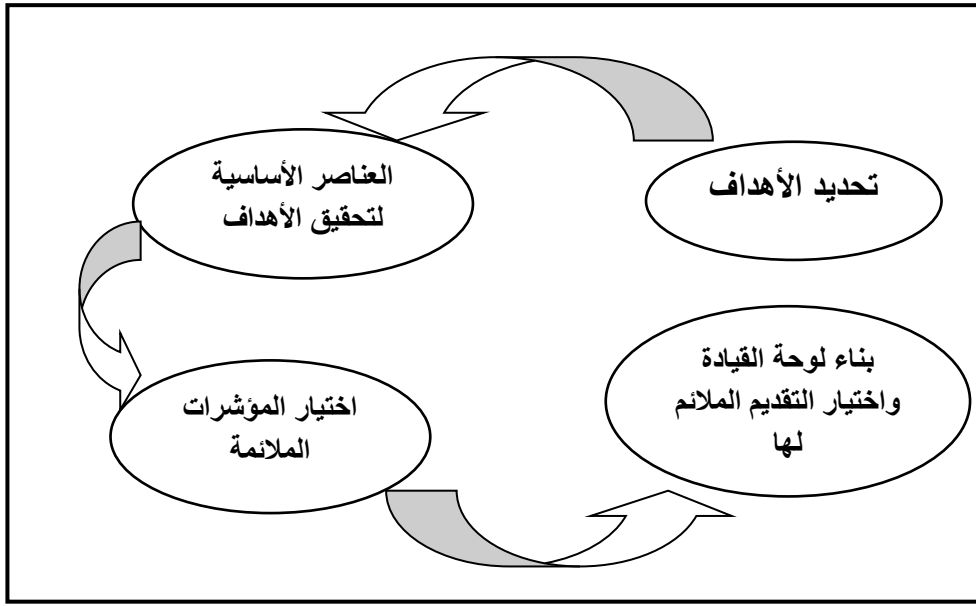 تحديد الأهداف
العناصر الأساسية
لتحقيق الأهداف
اختيار المؤشرات
الملائمة
بناء لوحة القيادة
واختيار التقديم الملائم
لها